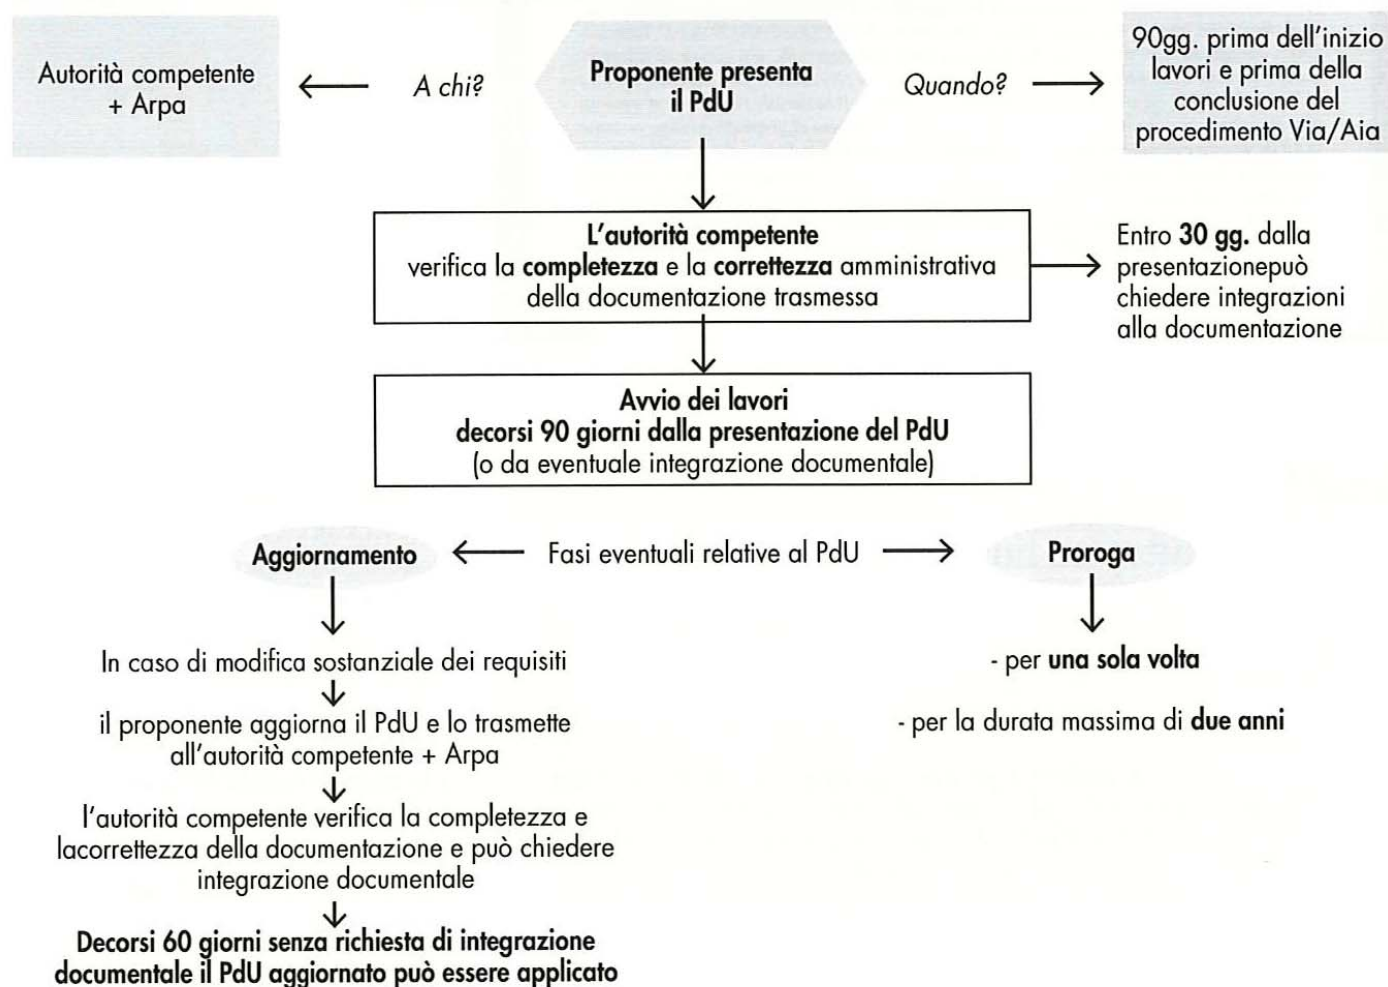 Autorità competente
+ Arpa
A chi?
Proponente presenta
il PdU
Quando?
90gg. prima dell'inizio
lavori e prima della
conclusione del
procedimento Via/Aia
L'autorità competente
verifica la completezza e la correttezza amministrativa
della documentazione trasmessa
Entro 30 gg. dalla
presentazionepuò
chiedere integrazioni
alla documentazione
Avvio dei lavori
decorsi 90 giorni dalla presentazione del PdU
(o da eventuale integrazione documentale)
Aggiornamento
Fasi eventuali relative al PdU
Proroga
In caso di modifica sostanziale dei requisiti
il proponente aggiorna il PdU e lo trasmette
all'autorità competente + Arpa
l'autorità competente verifica la completezza e
lacorrettezza della documentazione e può chiedere
integrazione documentale
Decorsi 60 giorni senza richiesta di integrazione
documentale il PdU aggiornato può essere applicato
- per una sola volta
- per la durata massima di due anni